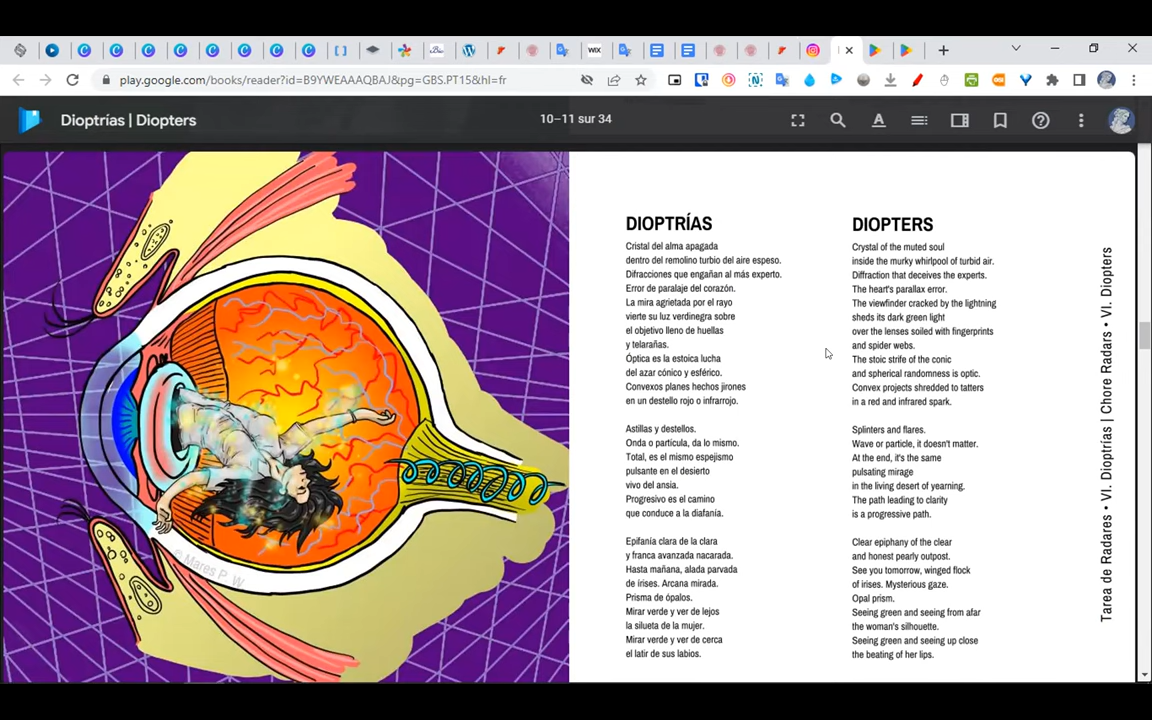 play.google.com/books/reader?id=B9YWEAAAQBAJ&pg=GBS.PT15&hl=fr
Dioptrías | Diopters
10–11 sur 34
© Mares P. W
DIOPTRÍAS
Cristal del alma apagada
dentro del remolino turbio del aire espeso.
Difracciones que engañan al más experto.
Error de paralaje del corazón.
La mira agrietada por el rayo
vierte su luz verdinegra sobre
el objetivo lleno de huellas
y telarañas.
Óptica es la estoica lucha
del azar cónico y esférico.
Convexos planes hechos jirones
en un destello rojo o infrarrojo.
Astillas y destellos.
Onda o partícula, da lo mismo.
Total, es el mismo espejismo
pulsante en el desierto
vivo del ansia.
Progresivo es el camino
que conduce a la diafanía.
Epifanía clara de la clara
y franca avanzada nacarada.
Hasta mañana, alada parvada
de írises. Arcana mirada.
Prisma de ópalos.
Mirar verde y ver de lejos
la silueta de la mujer.
Mirar verde y ver de cerca
el latir de sus labios.
DIOPTERS
Crystal of the muted soul
inside the murky whirlpool of turbid air.
Diffraction that deceives the experts.
The heart's parallax error.
The viewfinder cracked by the lightning
sheds its dark green light
over the lenses soiled with fingerprints
and spider webs.
The stoic strife of the conic
and spherical randomness is optic.
Convex projects shredded to tatters
in a red and infrared spark.
Splinters and flares.
Wave or particle, it doesn't matter.
At the end, it's the same
pulsating mirage
in the living desert of yearning.
The path leading to clarity
is a progressive path.
Clear epiphany of the clear
and honest pearly outpost.
See you tomorrow, winged flock
of irises. Mysterious gaze.
Opal prism.
Seeing green and seeing from afar
the woman's silhouette.
Seeing green and seeing up close
the beating of her lips.
Tarea de Radares • VI. Dioptrías | Chore Radars • VI. Diopters